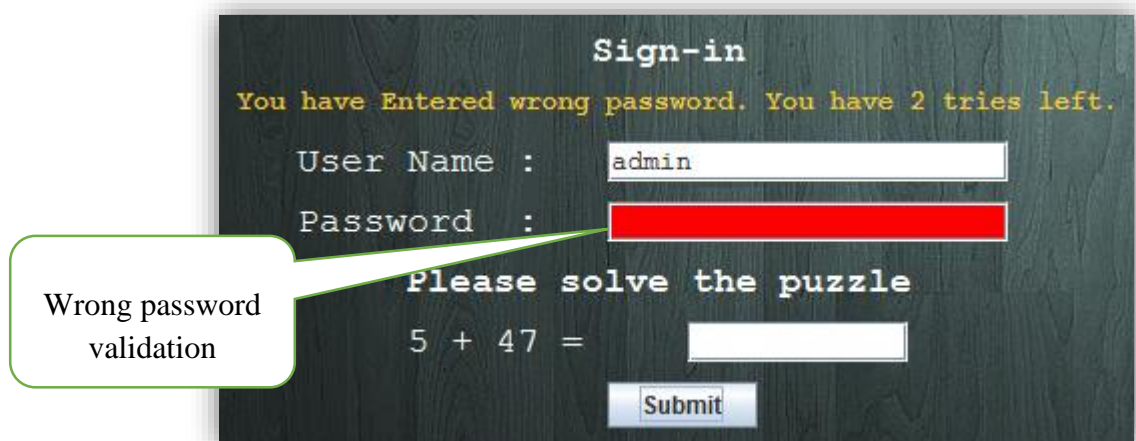 Sign-in
You have Entered wrong password. You have 2 tries left.
User Name : admin
Password :
Wrong password
validation
Please solve the puzzle
5 + 47 =
Submit